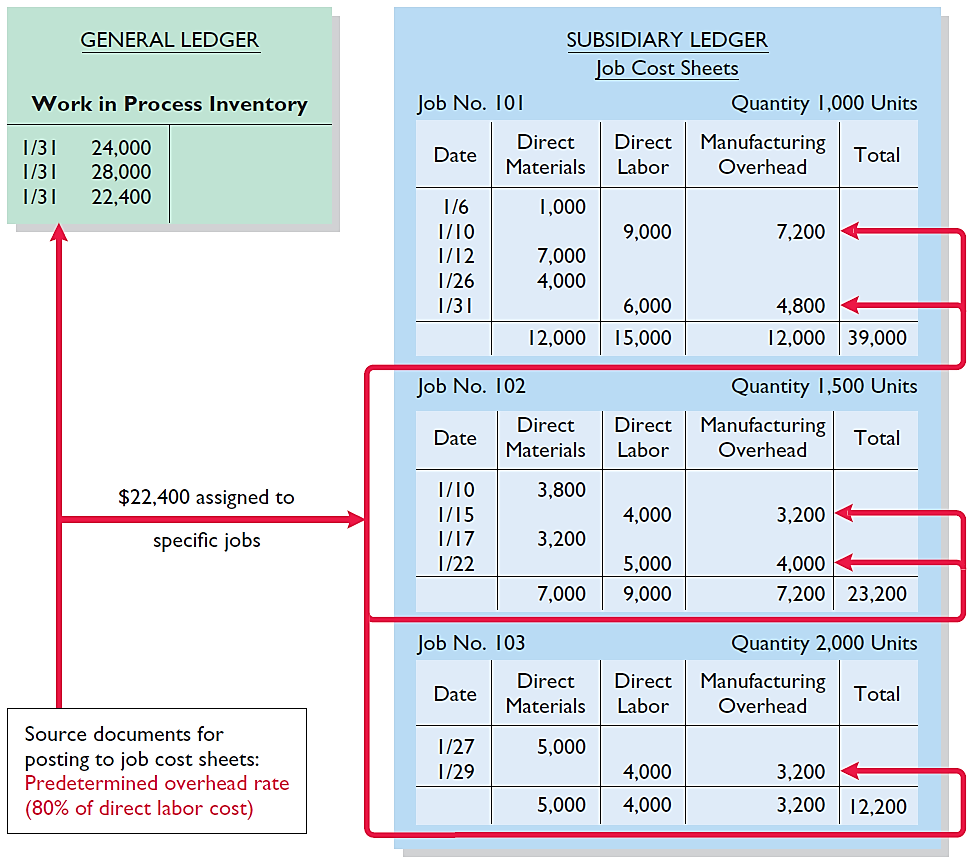 GENERAL LEDGER
Work in Process Inventory
1/31 24,000
1/31 28,000
1/31 22,400
SUBSIDIARY LEDGER
Job Cost Sheets
Job No. 101 Quantity 1,000 Units
Date Direct Materials Direct Labor Manufacturing Overhead Total
1/6 1,000
1/10 9,000 7,200
1/12 7,000
1/26 4,000
1/31 6,000 4,800
12,000 15,000 12,000 39,000
Job No. 102 Quantity 1,500 Units
Date Direct Materials Direct Labor Manufacturing Overhead Total
1/10 3,800
1/15 4,000 3,200
1/17 3,200
1/22 5,000 4,000
7,000 9,000 7,200 23,200
Job No. 103 Quantity 2,000 Units
Date Direct Materials Direct Labor Manufacturing Overhead Total
1/27 5,000
1/29 4,000 3,200
5,000 4,000 3,200 12,200
$22,400 assigned to
specific jobs
Source documents for
posting to job cost sheets:
Predetermined overhead rate
(80% of direct labor cost)